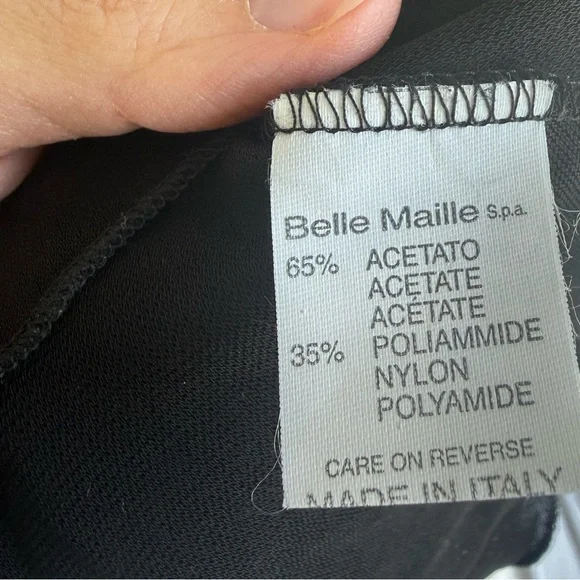 Belle Maille S.p.a.
65% ACETATO
ACETATE
ACÉTATE
35% POLIAMMIDE
NYLON
POLYAMIDE
CARE ON REVERSE
MADE IN ITALY